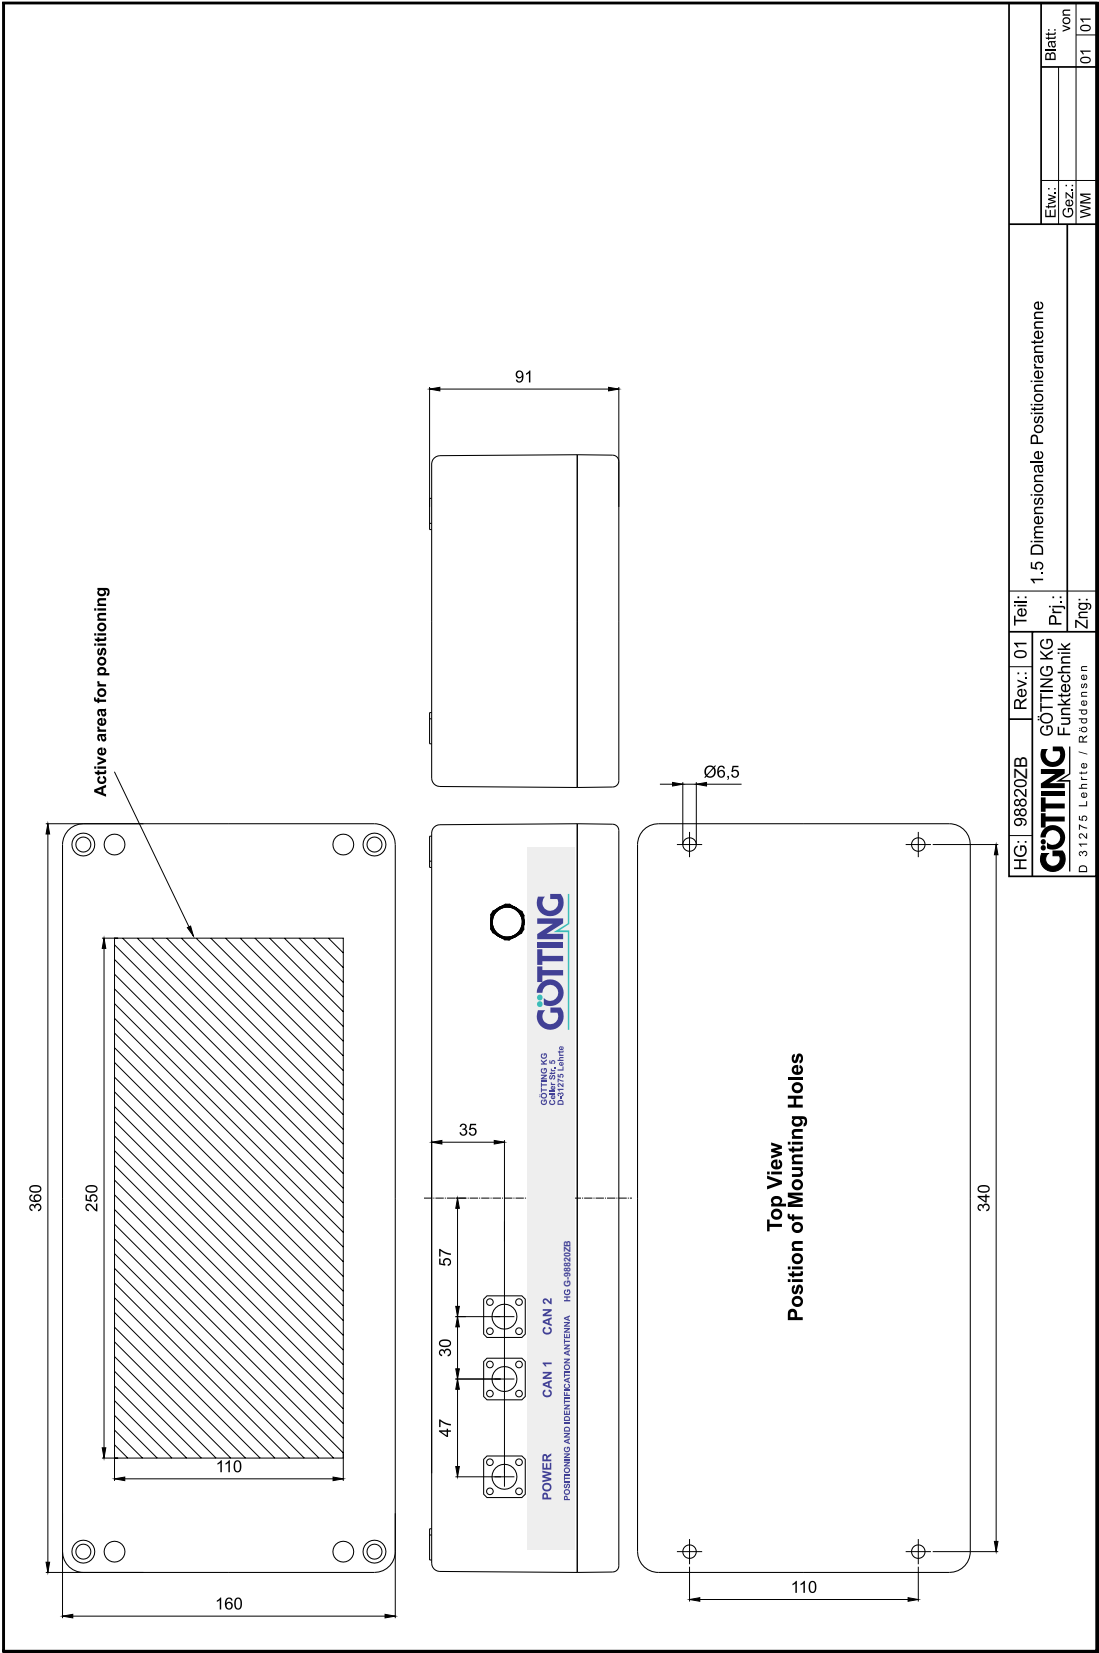 Active area for positioning
360
250
110
160
91
35
57
30
47
GÖTTING
GÖTTING KG
Celler Str. 5
D-31275 Lehrte
POWER CAN 1 CAN 2
POSITIONING AND IDENTIFICATION ANTENNA HG G-98820ZB
Ø6,5
Top View
Position of Mounting Holes
340
110
HG: 98820ZB Rev.: 01 Teil: 1.5 Dimensionale Positionierantenne
GÖTTING GÖTTING KG
Funktechnik
D 31275 Lehrte / Röddensen
Prj.:
Zng:
Etw.:
Gez.:
WM
Blatt:
von
01 01